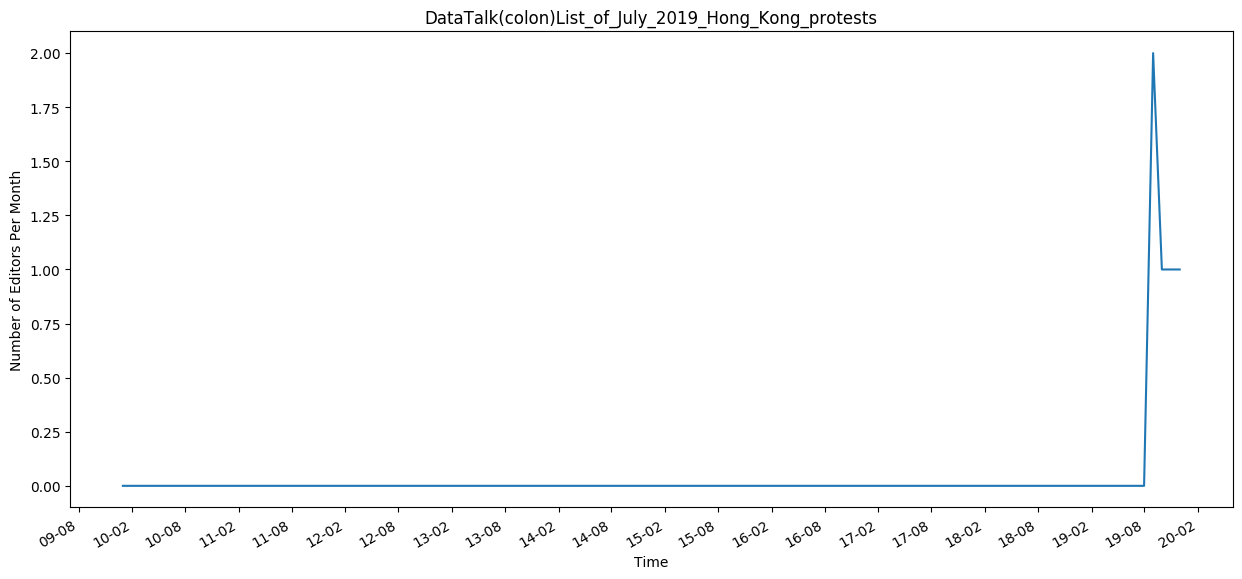 DataTalk(colon)List_of_July_2019_Hong_Kong_protests
2.00
1.75
1.50
1.25
1.00
0.75
0.50
0.25
0.00
Number of Editors Per Month
09-08 10-02 10-08 11-02 11-08 12-02 12-08 13-02 13-08 14-02 14-08 15-02 15-08 16-02 16-08 17-02 17-08 18-02 18-08 19-02 19-08 20-02
Time